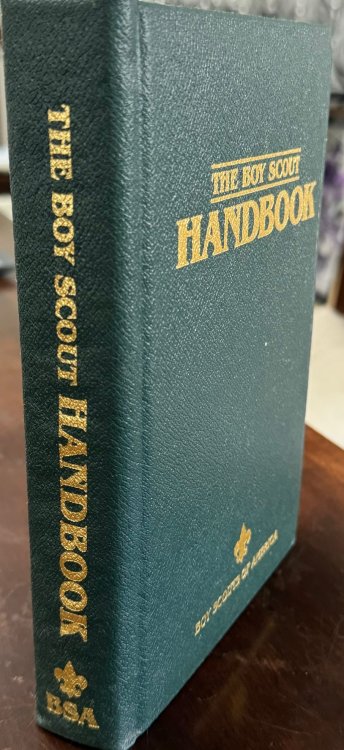 THE BOY SCOUT HANDBOOK
BSA
THE BOY SCOUT
HANDBOOK
BOY SCOUTS OF AMERICA